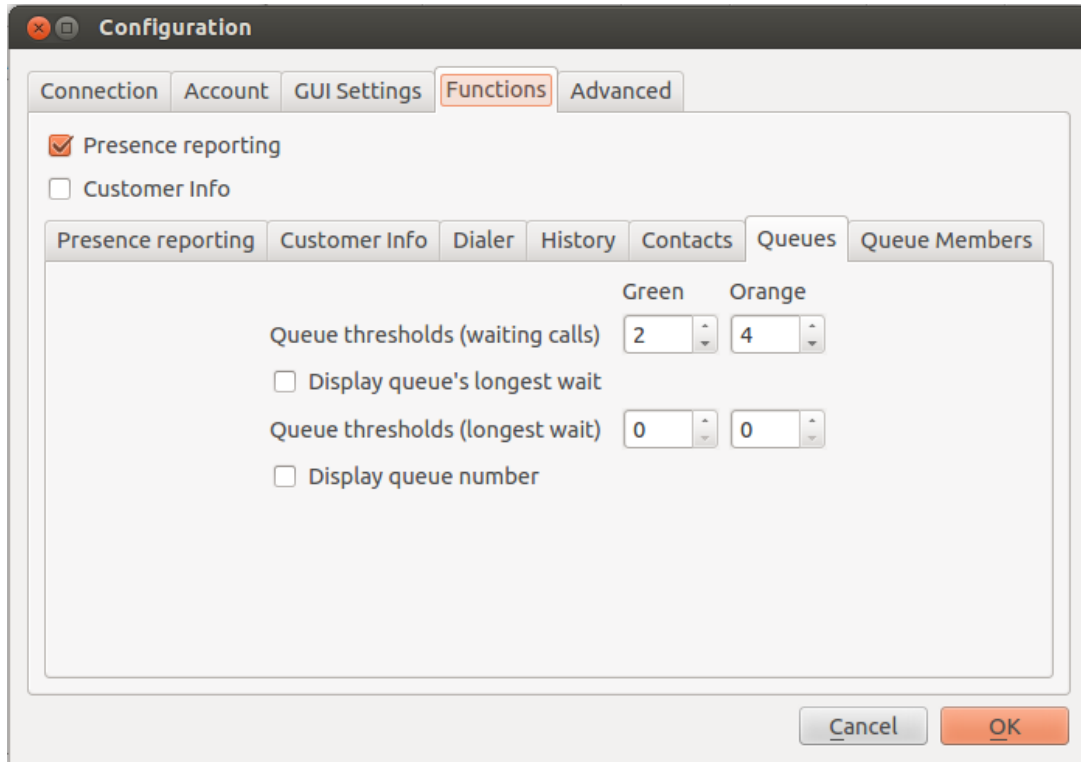 Configuration
Connection Account GUI Settings Functions Advanced
Presence reporting
Customer Info
Presence reporting Customer Info Dialer History Contacts Queues Queue Members
Green Orange
Queue thresholds (waiting calls) 2 4
Display queue's longest wait
Queue thresholds (longest wait) 0 0
Display queue number
Cancel OK